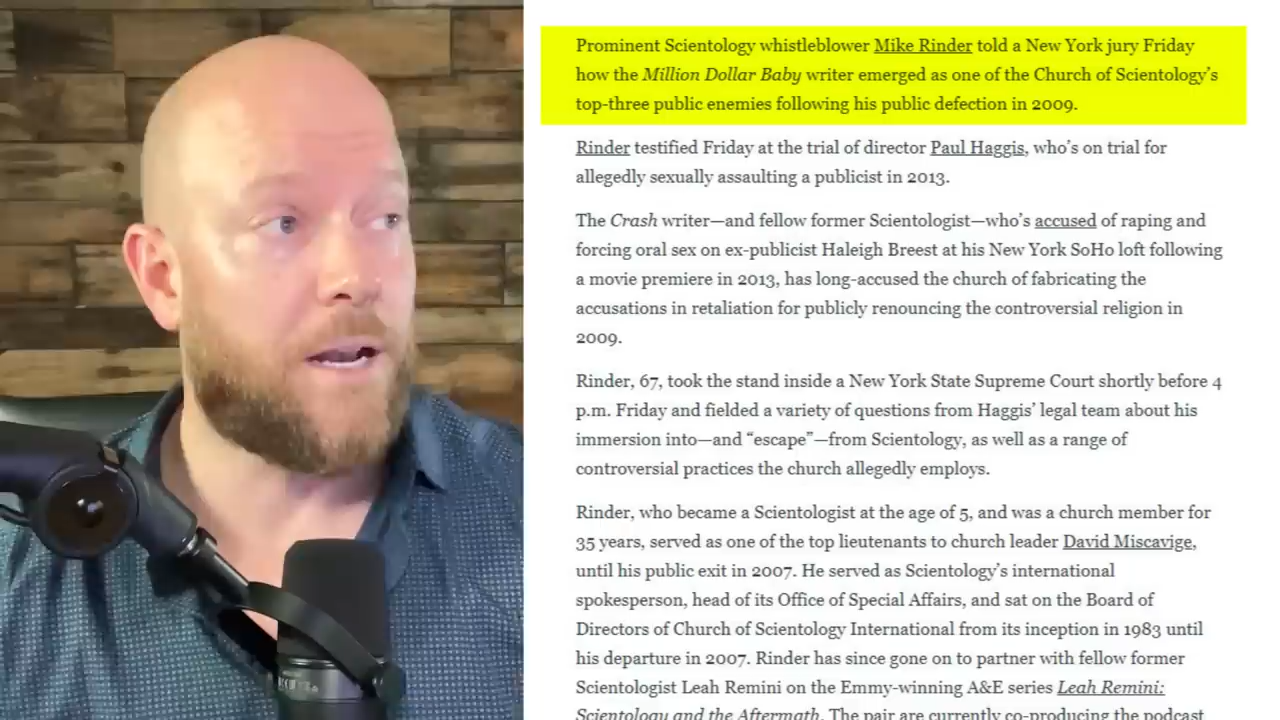 Prominent Scientology whistleblower Mike Rinder told a New York jury Friday
how the Million Dollar Baby writer emerged as one of the Church of Scientology's
top-three public enemies following his public defection in 2009.
Rinder testified Friday at the trial of director Paul Haggis, who's on trial for
allegedly sexually assaulting a publicist in 2013.
The Crash writer—and fellow former Scientologist—who's accused of raping and
forcing oral sex on ex-publicist Haleigh Breest at his New York SoHo loft following
a movie premiere in 2013, has long-accused the church of fabricating the
accusations in retaliation for publicly renouncing the controversial religion in
2009.
Rinder, 67, took the stand inside a New York State Supreme Court shortly before 4
p.m. Friday and fielded a variety of questions from Haggis' legal team about his
immersion into—and “escape”—from Scientology, as well as a range of
controversial practices the church allegedly employs.
Rinder, who became a Scientologist at the age of 5, and was a church member for
35 years, served as one of the top lieutenants to church leader David Miscavige,
until his public exit in 2007. He served as Scientology's international
spokesperson, head of its Office of Special Affairs, and sat on the Board of
Directors of Church of Scientology International from its inception in 1983 until
his departure in 2007. Rinder has since gone on to partner with fellow former
Scientologist Leah Remini on the Emmy-winning A&E series Leah Remini:
Scientology and the Aftermath. The pair are currently co-producing the podcast